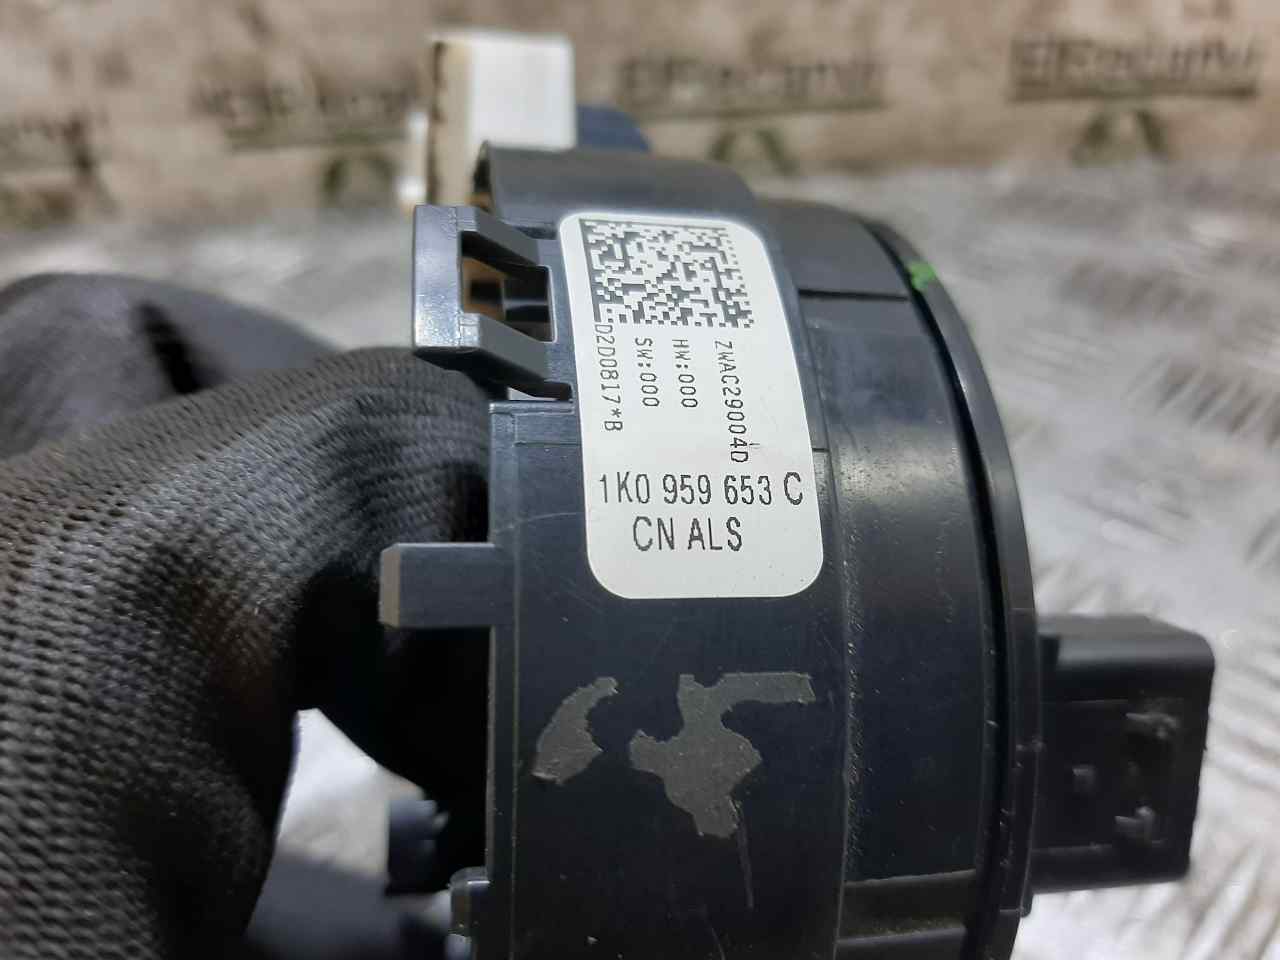 ZWAC29004D
HW:000
SW:000
D2D0817*B
1K0 959 653 C
CN ALS